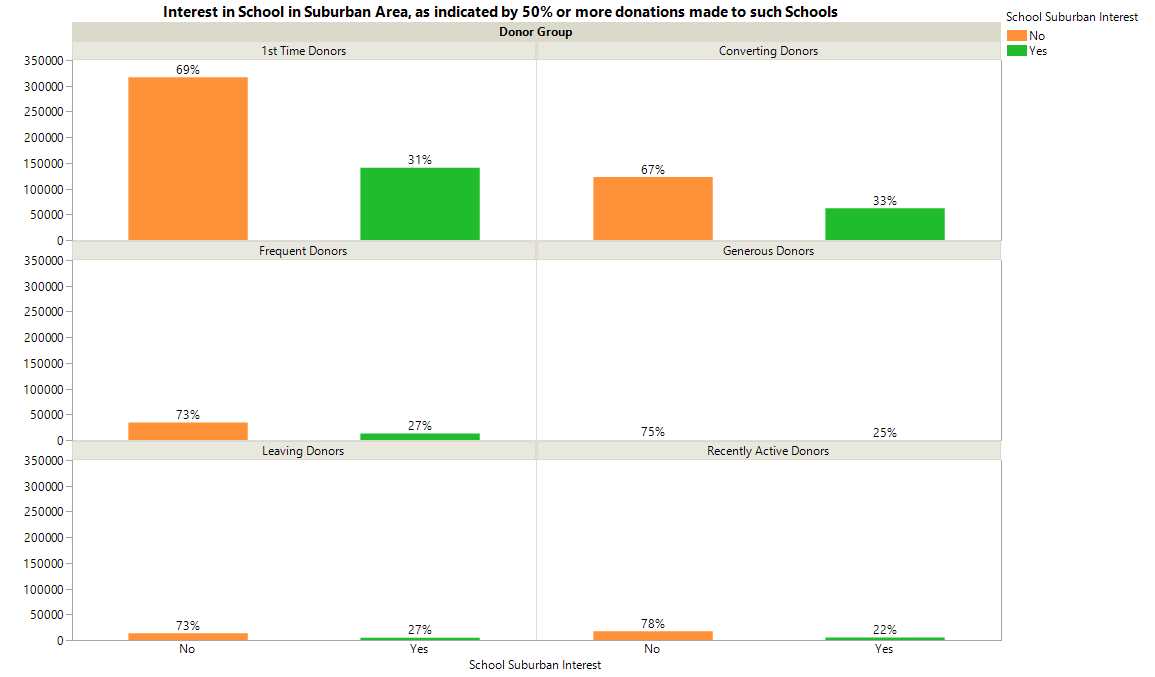 Interest in School in Suburban Area, as indicated by 50% or more donations made to such Schools
School Suburban Interest
No
Yes
Donor Group
1st Time Donors
Converting Donors
350000
300000
250000
200000
150000
100000
50000
0
69%
31%
67%
33%
Frequent Donors
Generous Donors
350000
300000
250000
200000
150000
100000
50000
0
73%
27%
75%
25%
Leaving Donors
Recently Active Donors
350000
300000
250000
200000
150000
100000
50000
0
73%
27%
78%
22%
No
Yes
No
Yes
School Suburban Interest